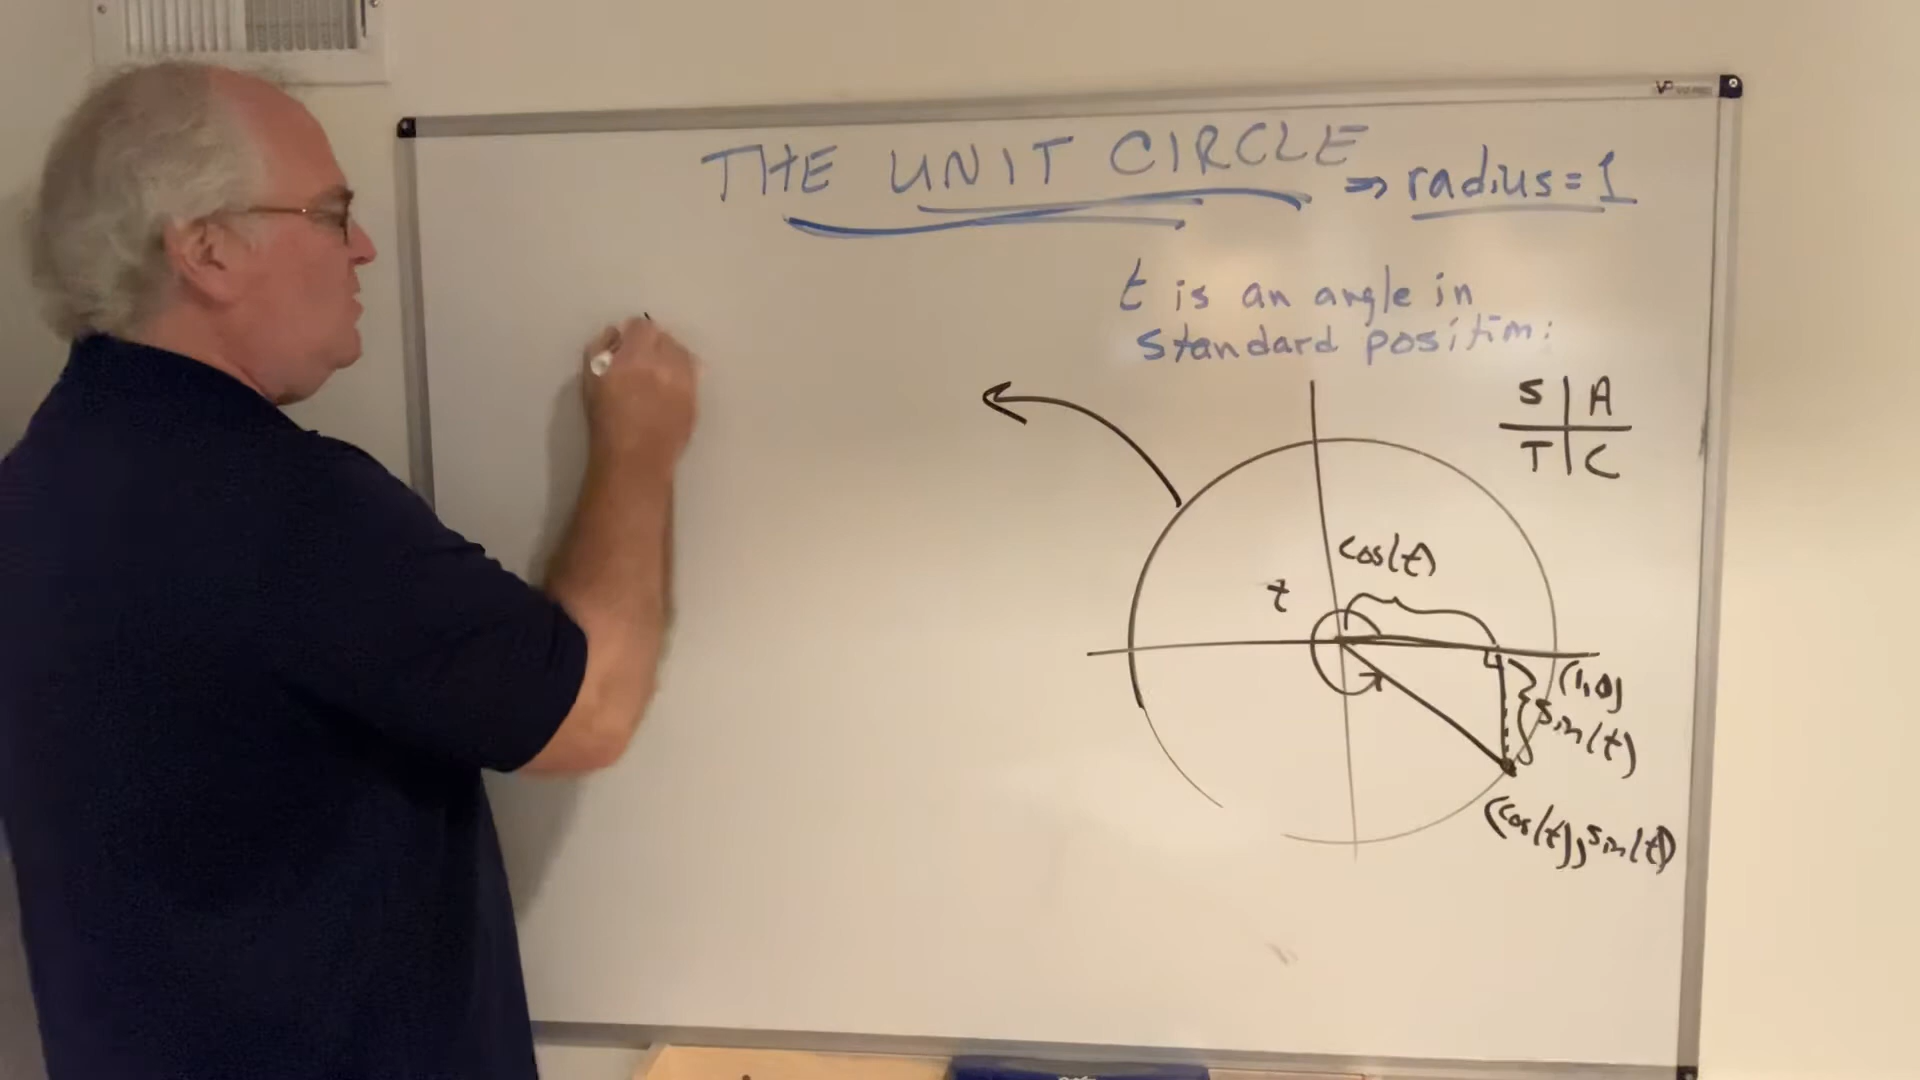 THE UNIT CIRCLE
⇒ radius = 1
t is an angle in
standard position:
S A
T C
cos(t)
t
(1,0)
sin(t)
(cos(t), sin(t))